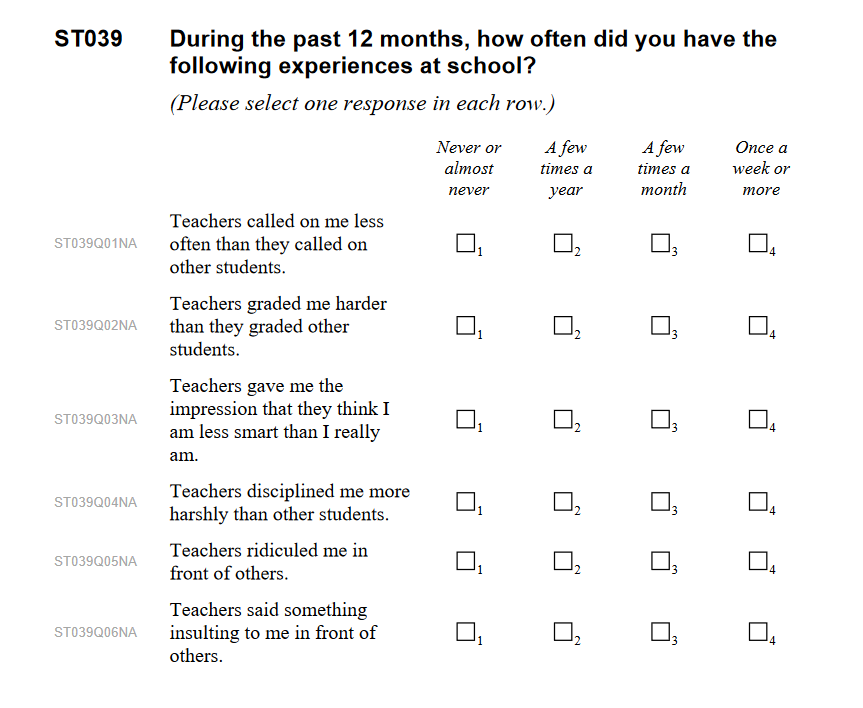 ST039 During the past 12 months, how often did you have the
following experiences at school?
(Please select one response in each row.)
Never or almost never
A few times a year
A few times a month
Once a week or more
ST039Q01NA
Teachers called on me less
often than they called on
other students.
☐1 ☐2 ☐3 ☐4
ST039Q02NA
Teachers graded me harder
than they graded other
students.
☐1 ☐2 ☐3 ☐4
ST039Q03NA
Teachers gave me the
impression that they think I
am less smart than I really
am.
☐1 ☐2 ☐3 ☐4
ST039Q04NA
Teachers disciplined me more
harshly than other students.
☐1 ☐2 ☐3 ☐4
ST039Q05NA
Teachers ridiculed me in
front of others.
☐1 ☐2 ☐3 ☐4
ST039Q06NA
Teachers said something
insulting to me in front of
others.
☐1 ☐2 ☐3 ☐4